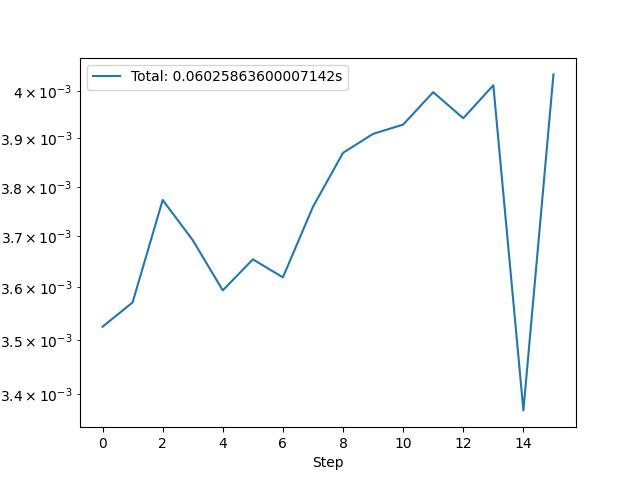 Total: 0.06025863600007142s
4 × 10⁻³
3.9 × 10⁻³
3.8 × 10⁻³
3.7 × 10⁻³
3.6 × 10⁻³
3.5 × 10⁻³
3.4 × 10⁻³
0 2 4 6 8 10 12 14
Step